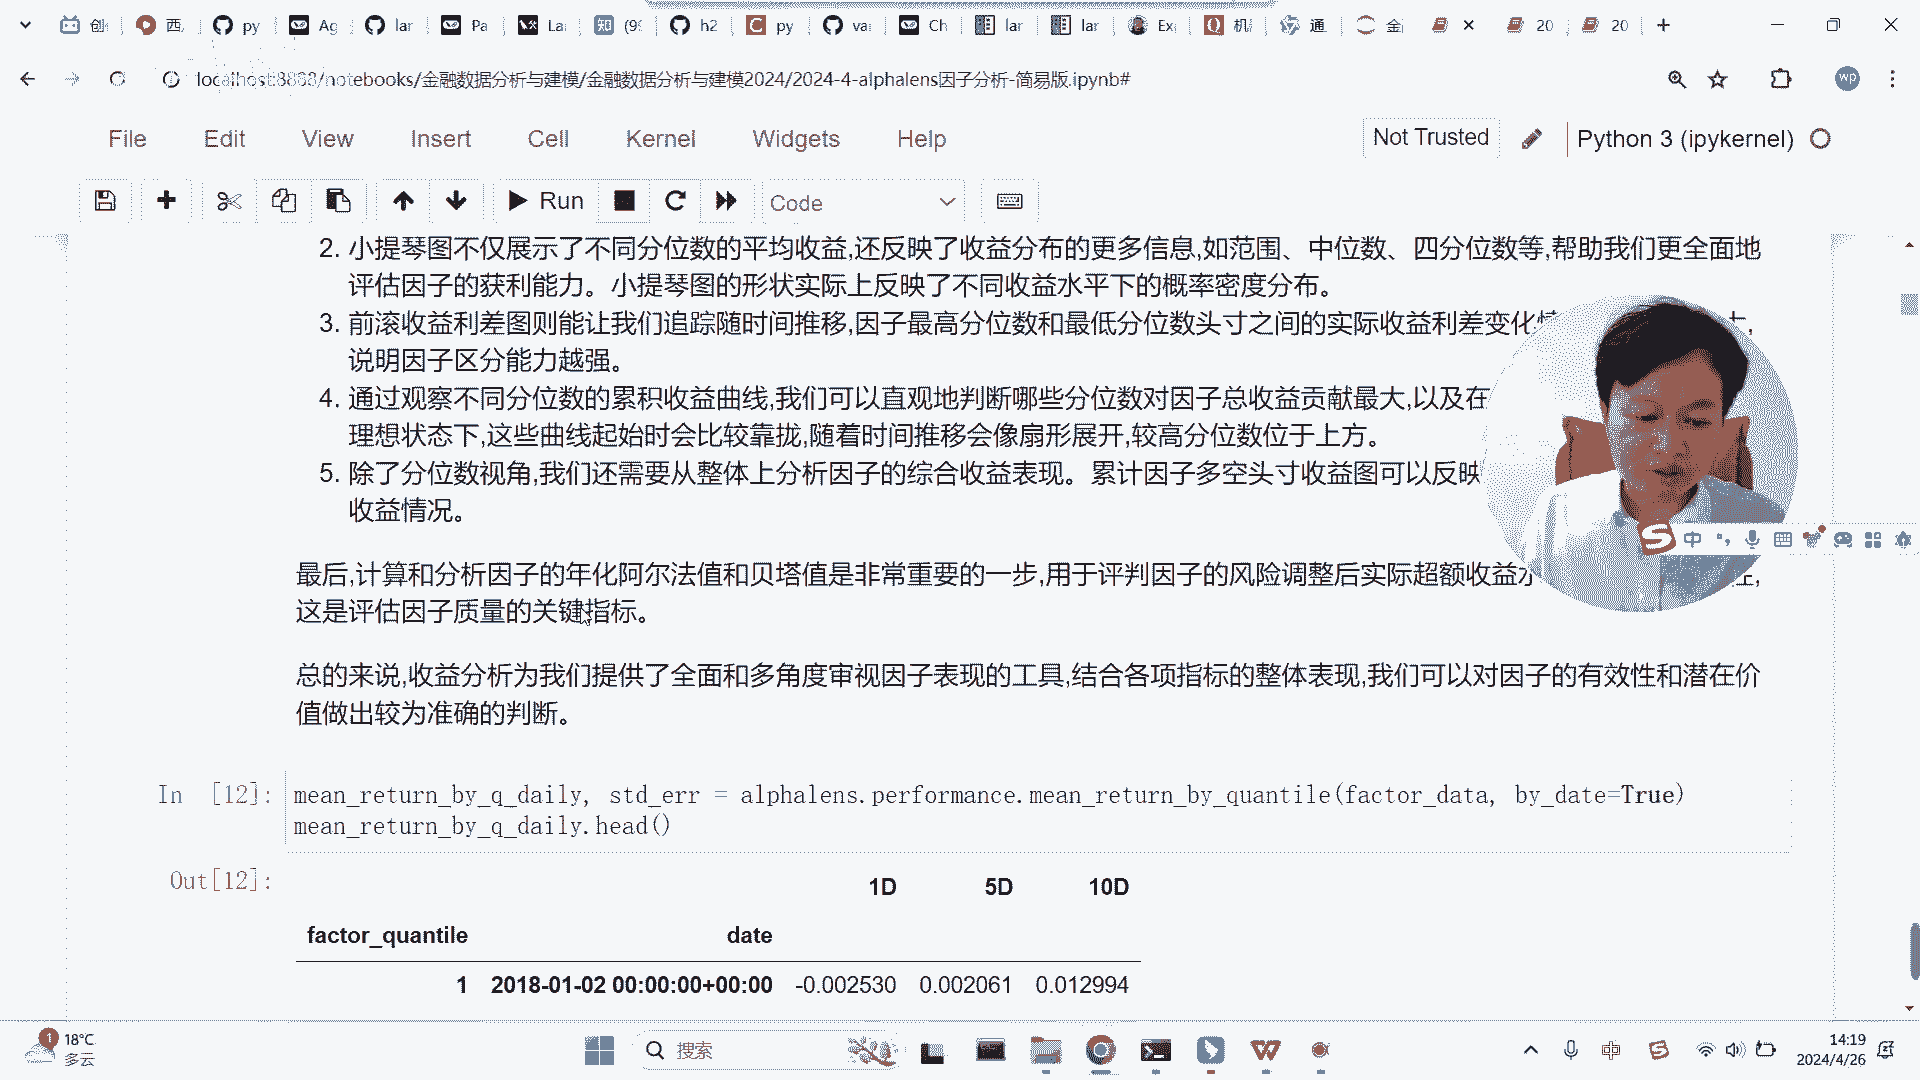 创
西
py
Ag
lar
Pa
La
(9
h2
py
va
Ch
lar
lar
Ex
机
通
金
20
20
localhost:8888/notebooks/金融数据分析与建模/金融数据分析与建模2024/2024-4-alphalens因子分析-简易版.ipynb#
wp
File Edit View Insert Cell Kernel Widgets Help
Not Trusted
Python 3 (ipykernel)
Run
Code
2. 小提琴图不仅展示了不同分位数的平均收益,还反映了收益分布的更多信息,如范围、中位数、四分位数等,帮助我们更全面地
评估因子的获利能力。小提琴图的形状实际上反映了不同收益水平下的概率密度分布。
3. 前滚收益利差图则能让我们追踪随时间推移,因子最高分位数和最低分位数头寸之间的实际收益利差变化
说明因子区分能力越强。
4. 通过观察不同分位数的累积收益曲线,我们可以直观地判断哪些分位数对因子总收益贡献最大,以及在
理想状态下,这些曲线起始时会比较靠拢,随着时间推移会像扇形展开,较高分位数位于上方。
5. 除了分位数视角,我们还需要从整体上分析因子的综合收益表现。累计因子多空头寸收益图可以反映
收益情况。
最后,计算和分析因子的年化阿尔法值和贝塔值是非常重要的一步,用于评判因子的风险调整后实际超额收益
这是评估因子质量的关键指标。
总的来说,收益分析为我们提供了全面和多角度审视因子表现的工具,结合各项指标的整体表现,我们可以对因子的有效性和潜在价
值做出较为准确的判断。
In [12]: mean_return_by_q_daily, std_err = alphalens.performance.mean_return_by_quantile(factor_data, by_date=True)
mean_return_by_q_daily.head()
Out[12]:
1D 5D 10D
factor_quantile date
1 2018-01-02 00:00:00+00:00 -0.002530 0.002061 0.012994
中
1
18°C
多云
搜索
中
14:19
2024/4/26